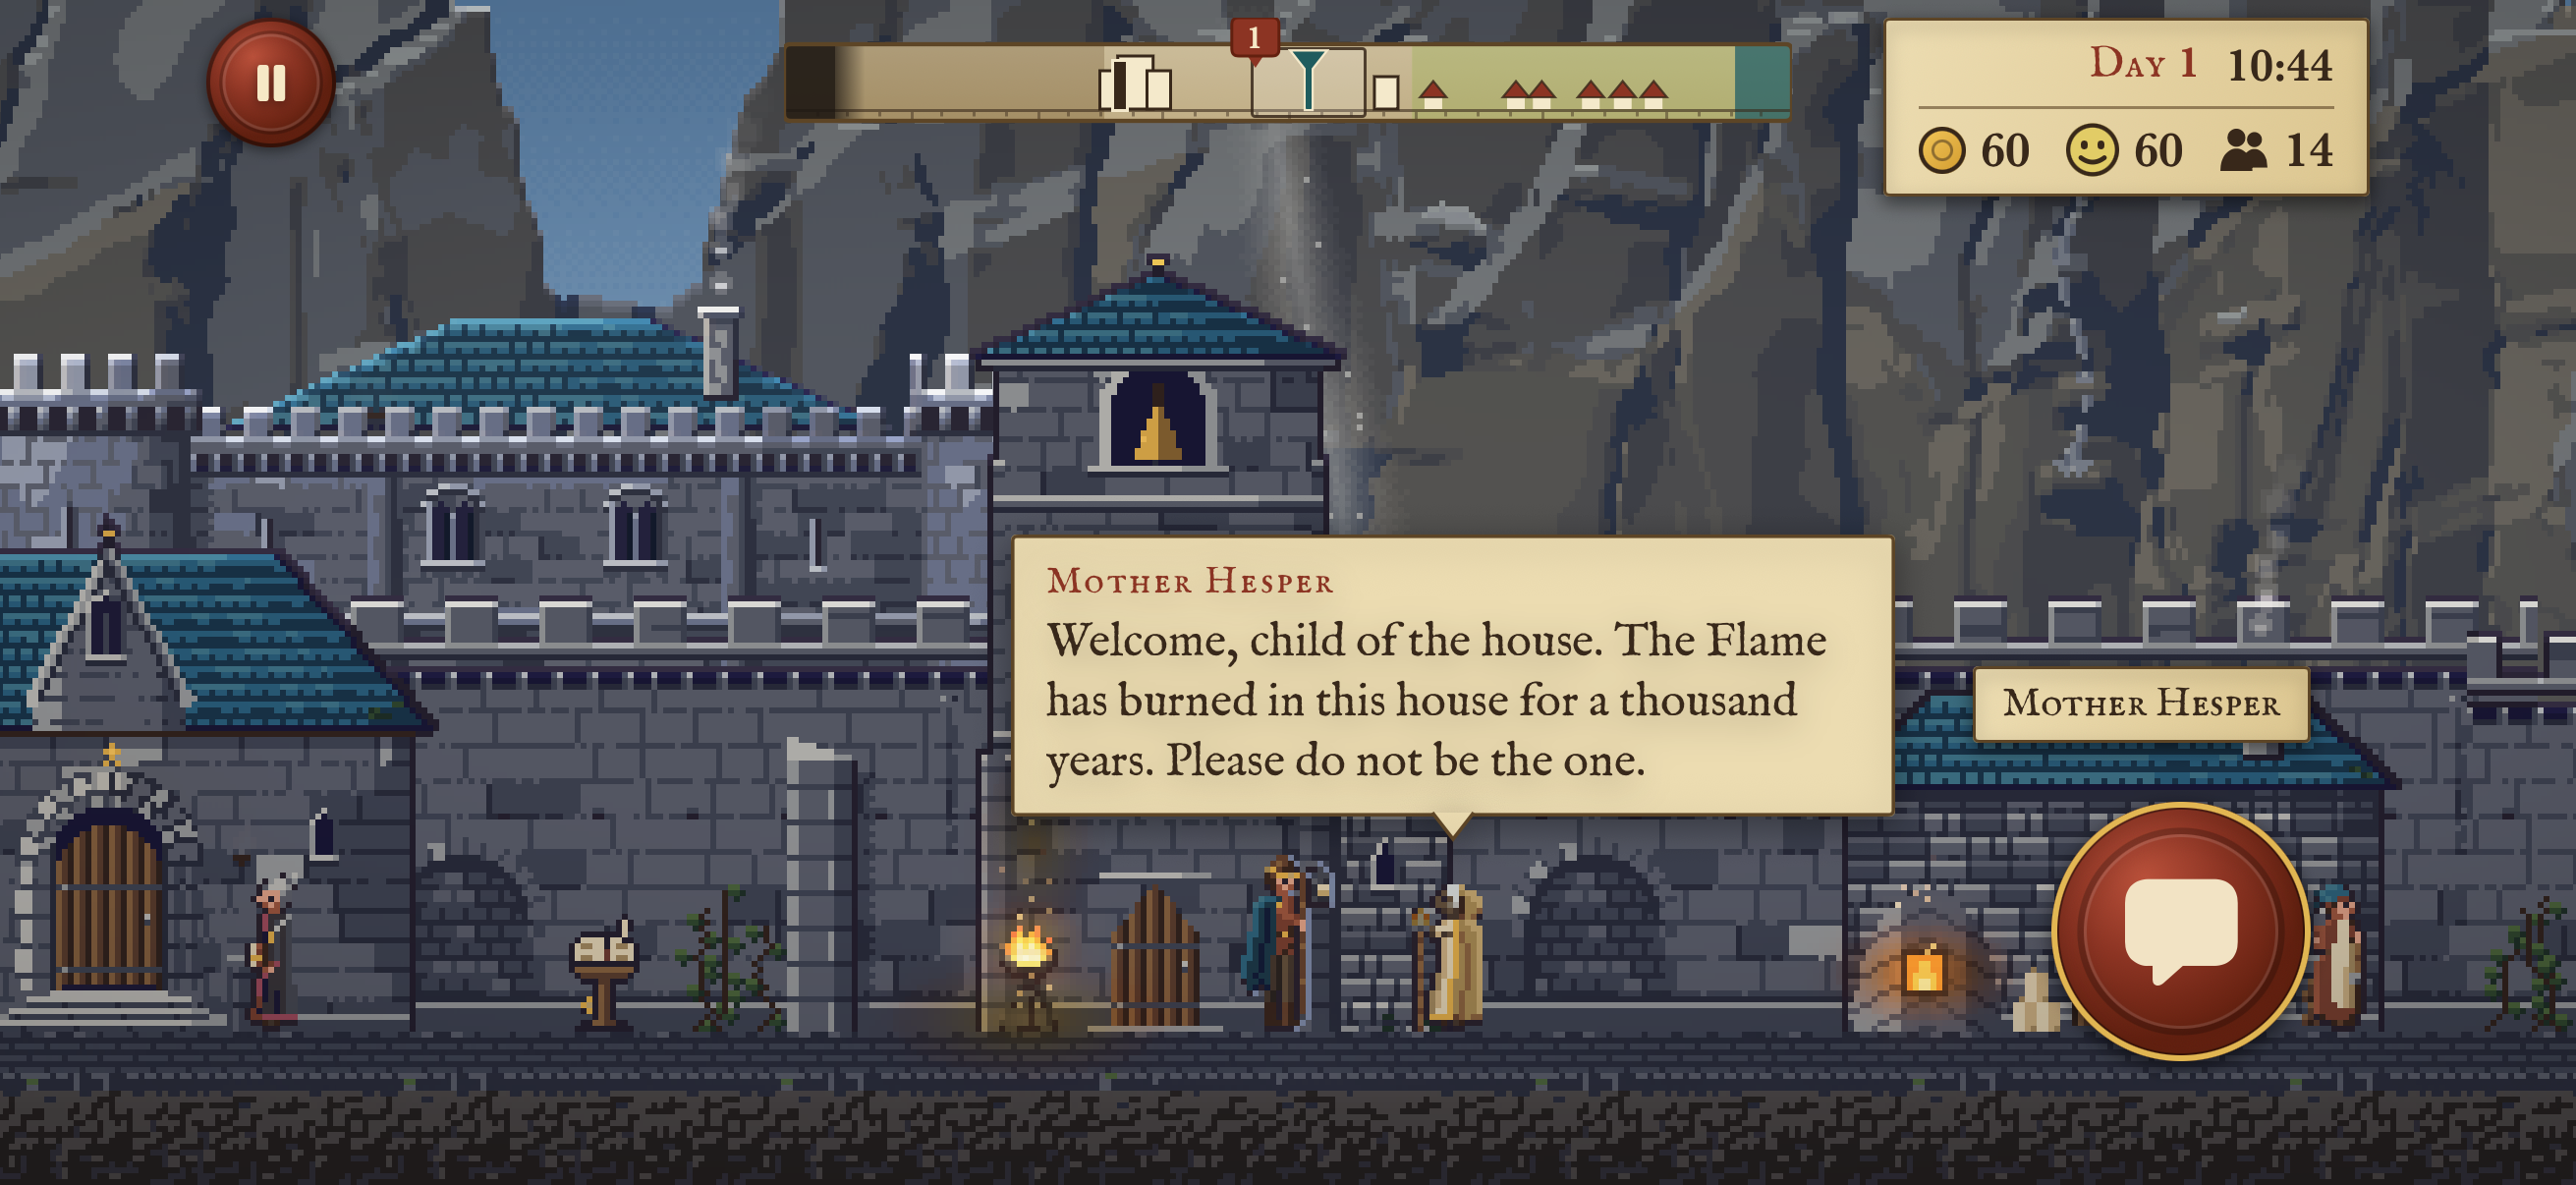 1
Day 1 10:44
60 60 14
Mother Hesper
Welcome, child of the house. The Flame
has burned in this house for a thousand
years. Please do not be the one.
Mother Hesper